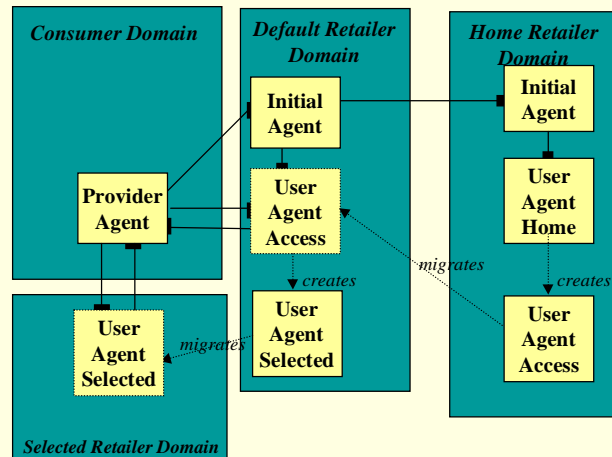 Consumer Domain
Default Retailer
Domain
Home Retailer
Domain
Initial
Agent
Initial
Agent
Provider
Agent
User
Agent
Access
User
Agent
Home
migrates
creates
creates
User
Agent
Selected
migrates
User
Agent
Selected
User
Agent
Access
Selected Retailer Domain